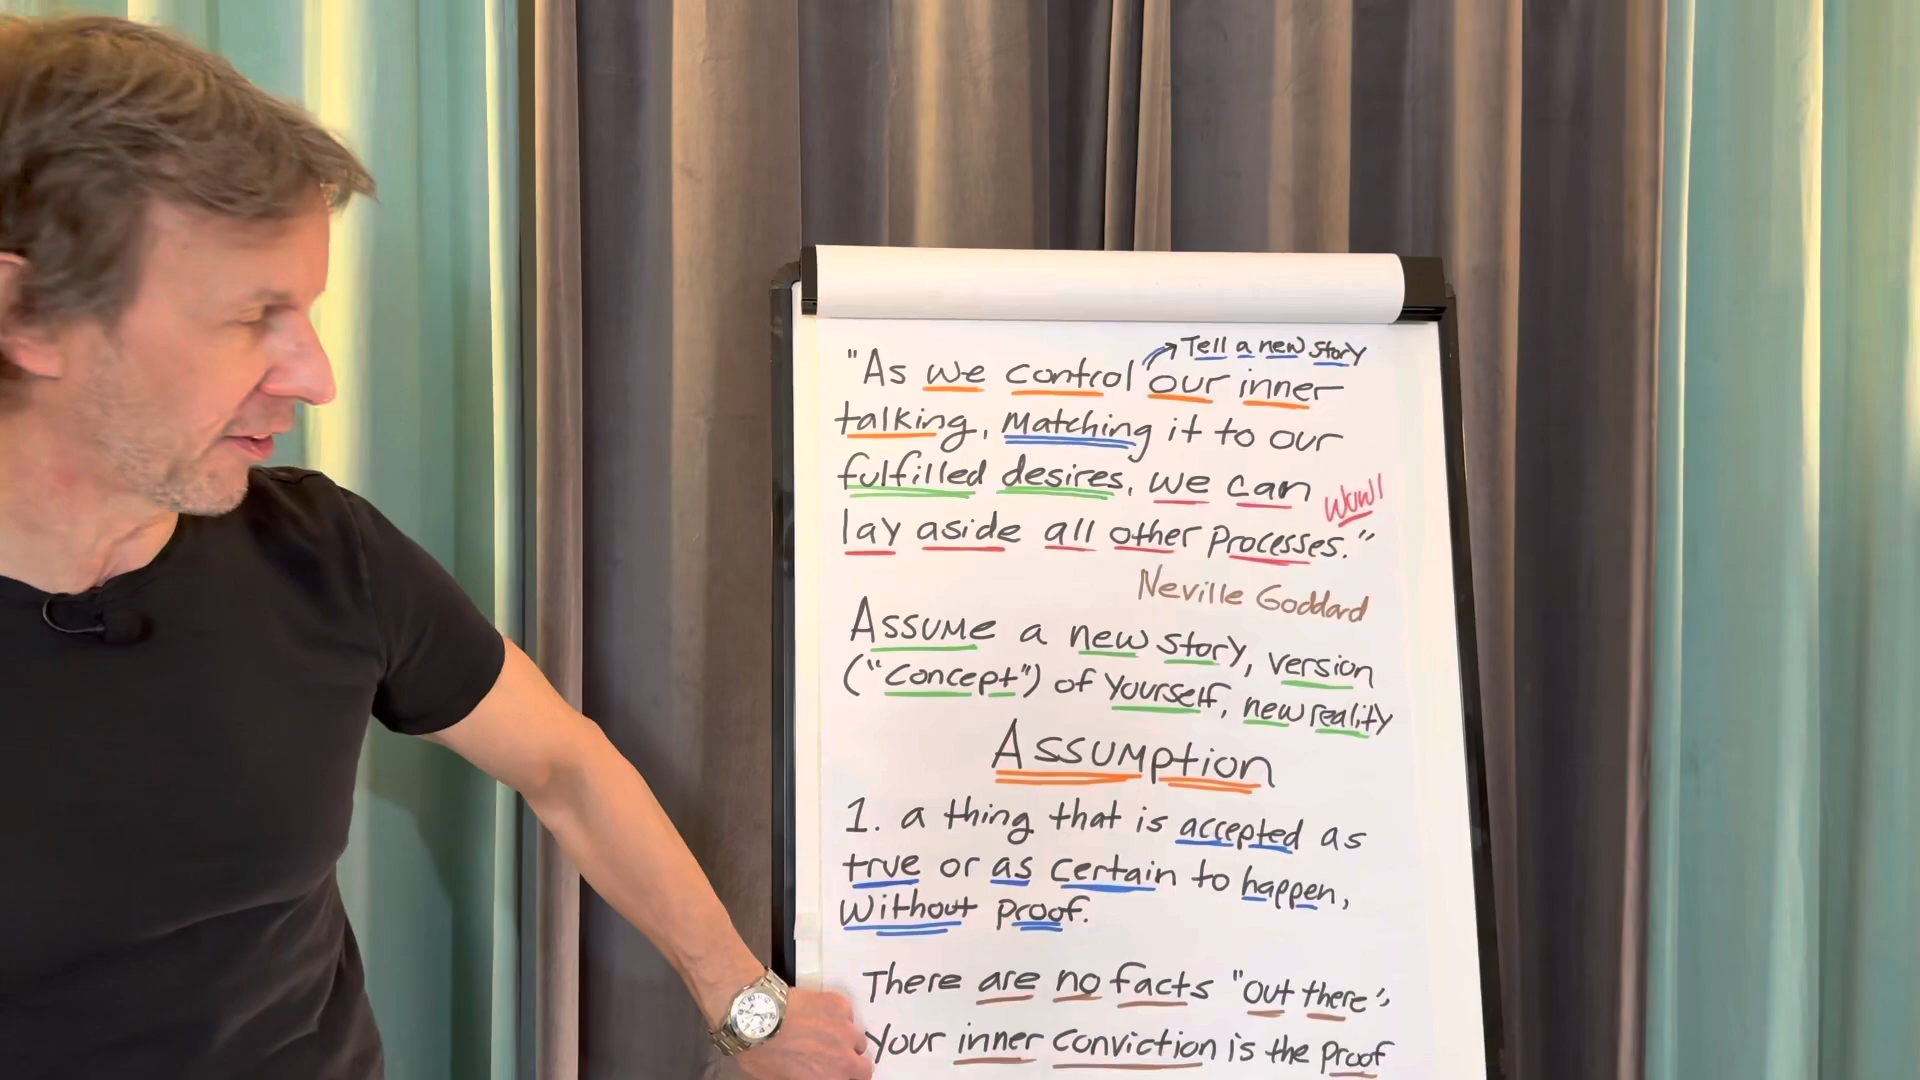 Tell a new story
"As we control our inner
talking, matching it to our
fulfilled desires, we can
wow!
lay aside all other processes."
Neville Goddard
Assume a new story, version
("concept") of yourself, new reality
Assumption
1. a thing that is accepted as
true or as certain to happen,
without proof.
There are no facts "out there",
Your inner conviction is the proof